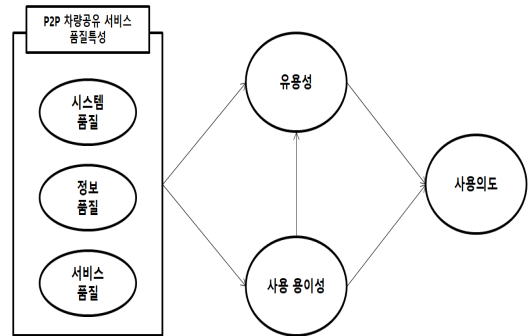 P2P 차량공유 서비스
품질특성
시스템
품질
정보
품질
서비스
품질
유용성
사용 용이성
사용의도